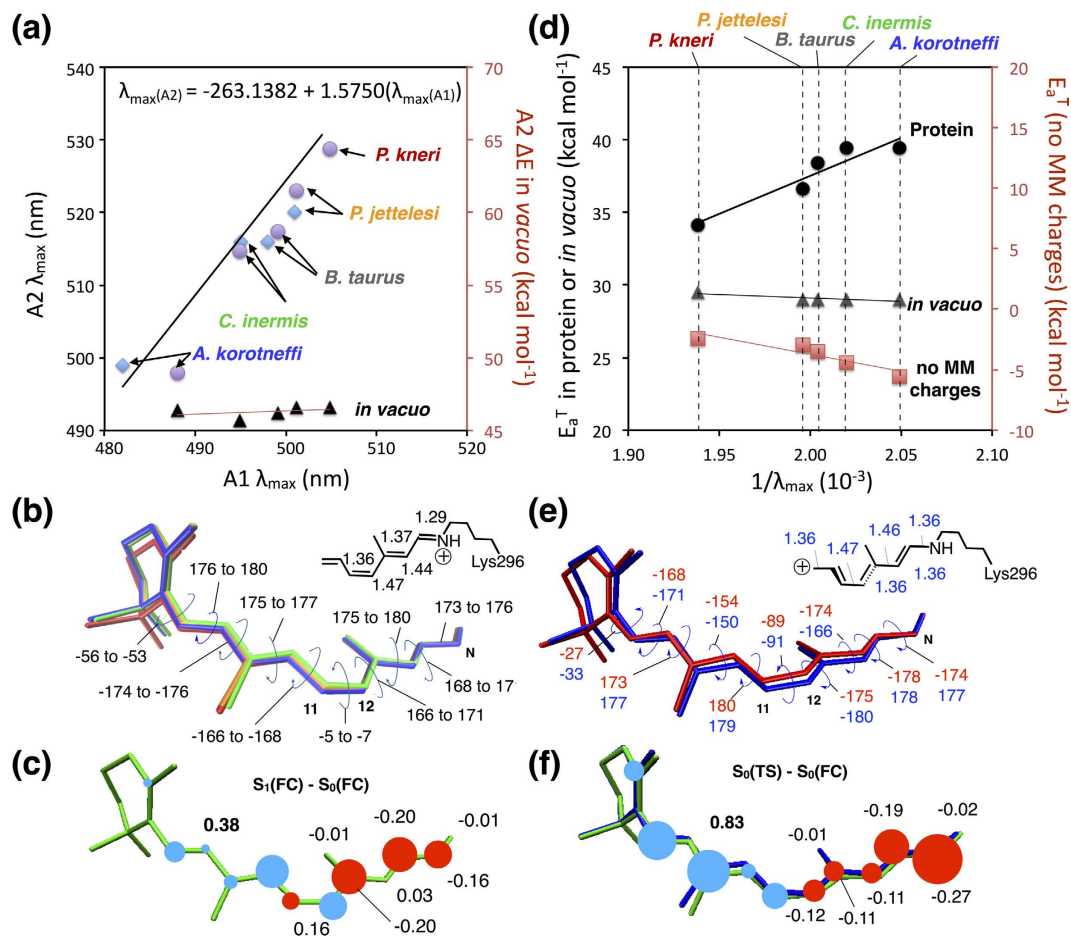 (a)
A2 λmax (nm)
540
530
520
510
500
490
λmax(A2) = -263.1382 + 1.5750(λmax(A1))
P. kneri
P. jettelesi
B. taurus
C. inermis
A. korotneffi
in vacuo
70
65
60
55
50
45
A2 ΔE in vacuo (kcal mol-1)
480
490
500
510
520
A1 λmax (nm)
(d)
P. jettelesi
C. inermis
B. taurus
P. kneri
A. korotneffi
EaT in protein or in vacuo (kcal mol-1)
45
40
35
30
25
20
Protein
in vacuo
no MM
charges
20
15
10
5
0
-5
-10
EaT (no MM charges) (kcal mol-1)
1.90
1.95
2.00
2.05
2.10
1/λmax (10-3)
(b)
1.29
1.37
NH
1.36
1.44
Lys296
1.47
176 to 180
175 to 177
175 to 180
173 to 176
-56 to -53
N
-174 to -176
168 to 17
11
12
166 to 171
-166 to -168
-5 to -7
(e)
1.36
1.46
1.36
1.47
NH
Lys296
1.36
1.36
-168
-171
-154
-150
-89
-91
-174
-166
N
-27
-33
173
177
11
12
-178
178
-174
177
180
179
-175
-180
(c)
S1(FC) - S0(FC)
0.38
-0.20
-0.01
-0.01
-0.16
0.03
-0.20
0.16
(f)
S0(TS) - S0(FC)
0.83
-0.19
-0.02
-0.01
-0.11
-0.27
-0.12
-0.11